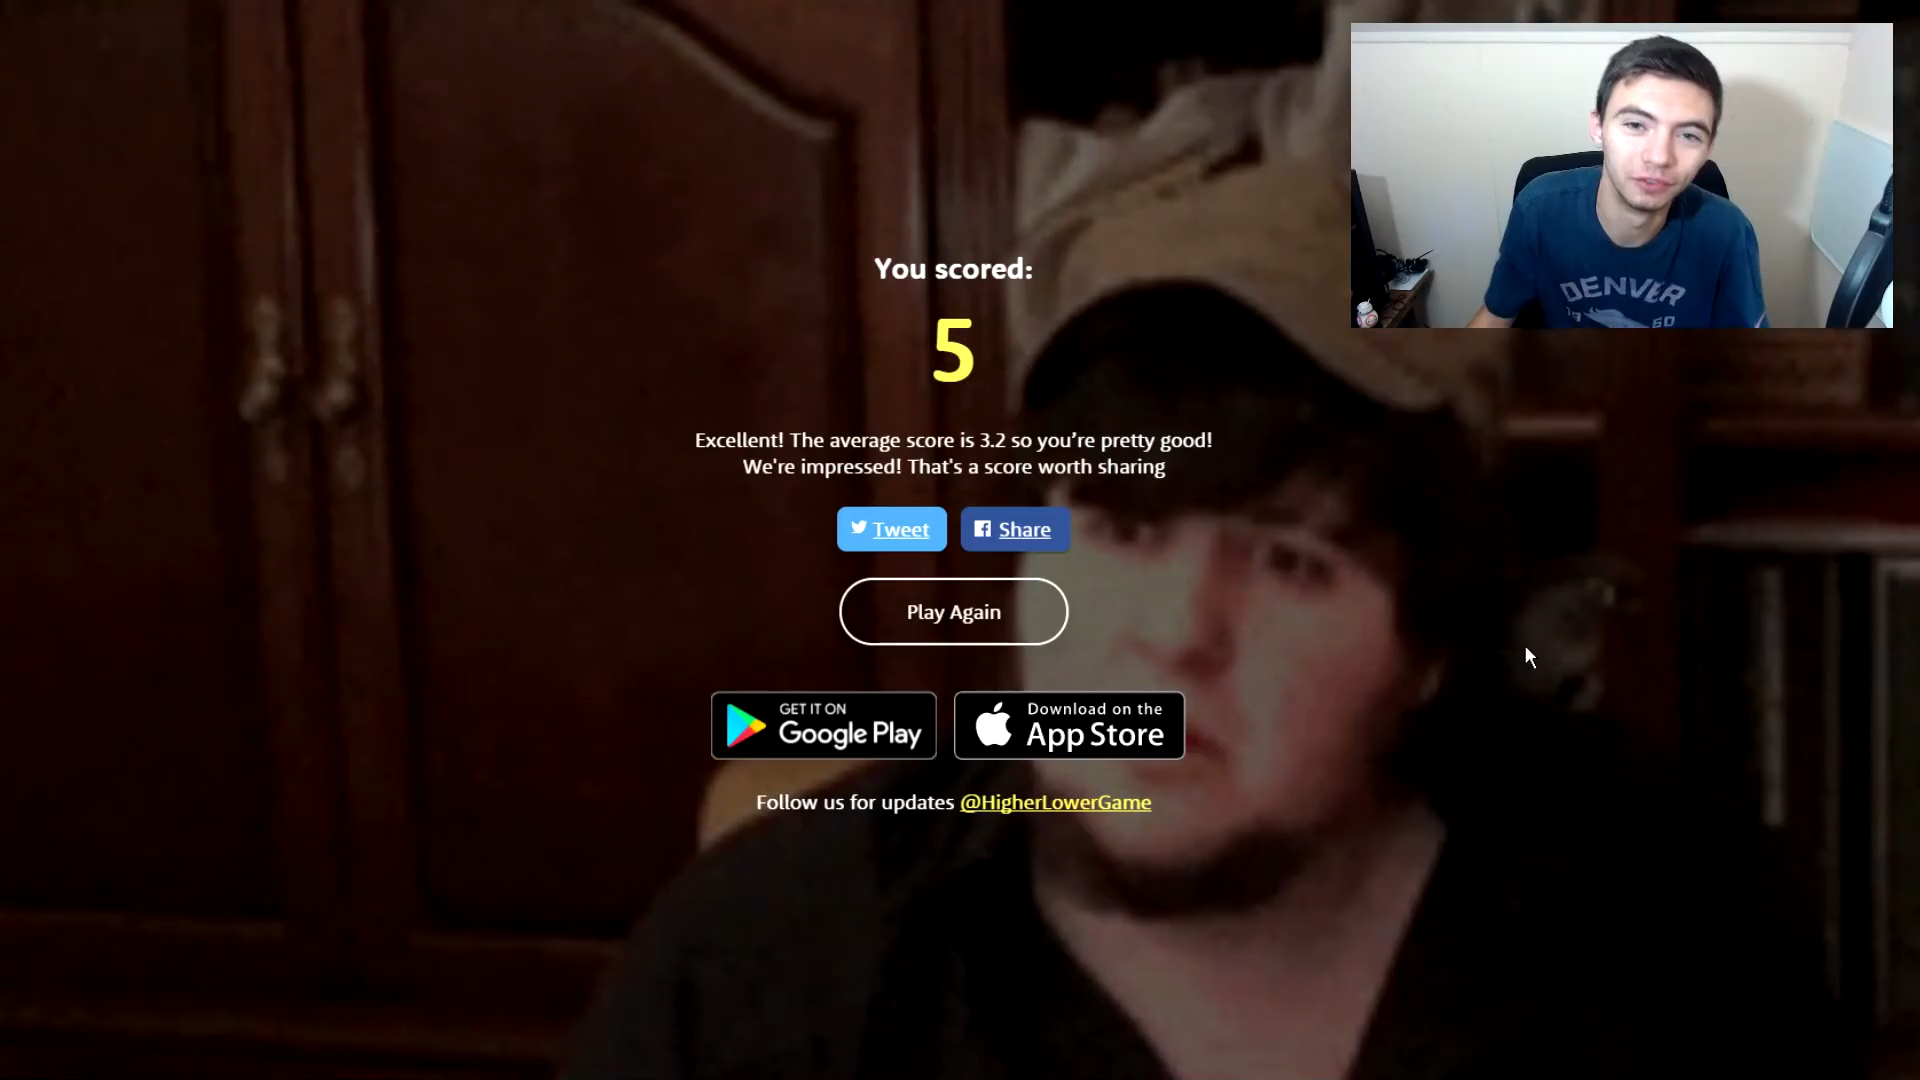 DENVER
19 60
You scored:
5
Excellent! The average score is 3.2 so you're pretty good!
We're impressed! That's a score worth sharing
Tweet
Share
Play Again
GET IT ON
Google Play
Download on the
App Store
Follow us for updates @HigherLowerGame